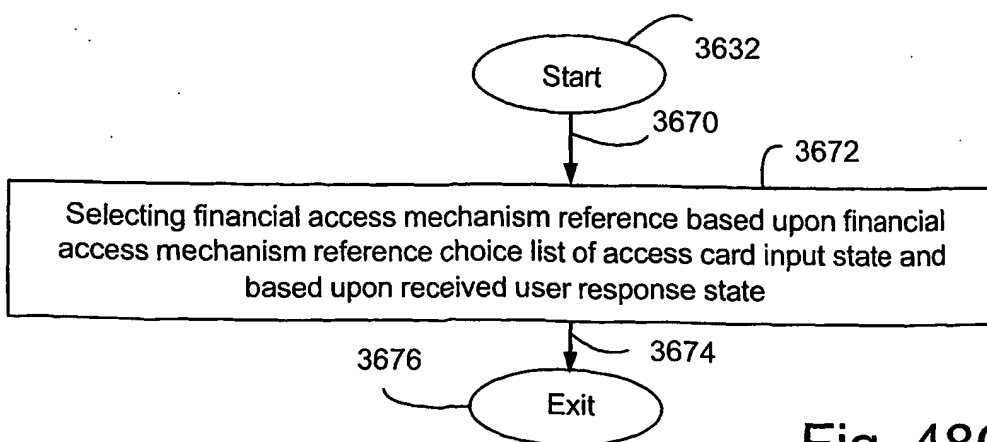 3632
Start
3670
3672
Selecting financial access mechanism reference based upon financial
access mechanism reference choice list of access card input state and
based upon received user response state
3674
3676
Exit